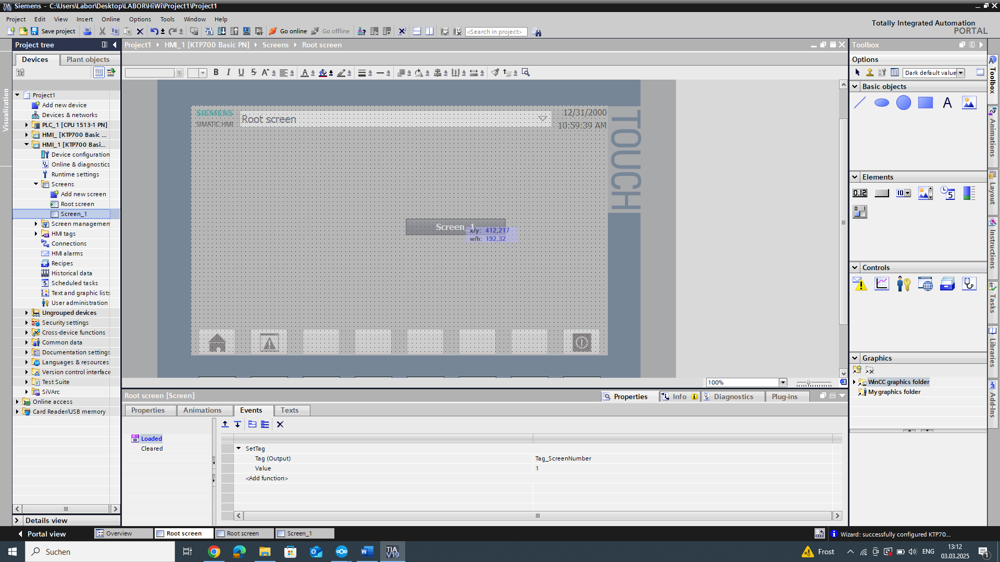 Siemens - C:\Users\Labor\Desktop\LABOR\HiWi\Project1\Project1
Project Edit View Insert Online Options Tools Window Help
Totally Integrated Automation
PORTAL
Save project
Go online
Go offline
<Search in project>
Project tree
Project1 HMI_1 [KTP700 Basic PN] Screens Root screen
Toolbox
Devices
Plant objects
Options
B I U S A A
Dark default value
Visualization
Project1
Add new device
Devices & networks
PLC_1 [CPU 1513-1 PN]
HMI_ [KTP700 Basic ...
HMI_1 [KTP700 Basi...
Device configuration
Online & diagnostics
Runtime settings
Screens
Add new screen
Root screen
Screen_1
Screen managemen
HMI tags
Connections
HMI alarms
Recipes
Historical data
Scheduled tasks
Text and graphic lists
User administration
Ungrouped devices
Security settings
Cross-device functions
Common data
Documentation settings
Languages & resources
Version control interface
Test Suite
SiVArc
Online access
Card Reader/USB memory
Details view
SIEMENS
SIMATIC HMI
Root screen
12/31/2000
10:59:39 AM
TOUCH
Screen_1
x/y: 412,217
w/h: 192,32
100%
Basic objects
A
Elements
0.12
10
5
0 1
Controls
Graphics
WinCC graphics folder
My graphics folder
Toolbox
Animations
Layout
Instructions
Tasks
Libraries
Add-Ins
Root screen [Screen]
Properties
Info
Diagnostics
Plug-ins
Properties
Animations
Events
Texts
Loaded
Cleared
SetTag
Tag (Output) Tag_ScreenNumber
Value 1
<Add function>
Portal view
Overview
Root screen
Root screen
Screen_1
Wizard: successfully configured KTP70...
Suchen
TIA
V19
Frost
ENG
13:12
03.03.2025
1